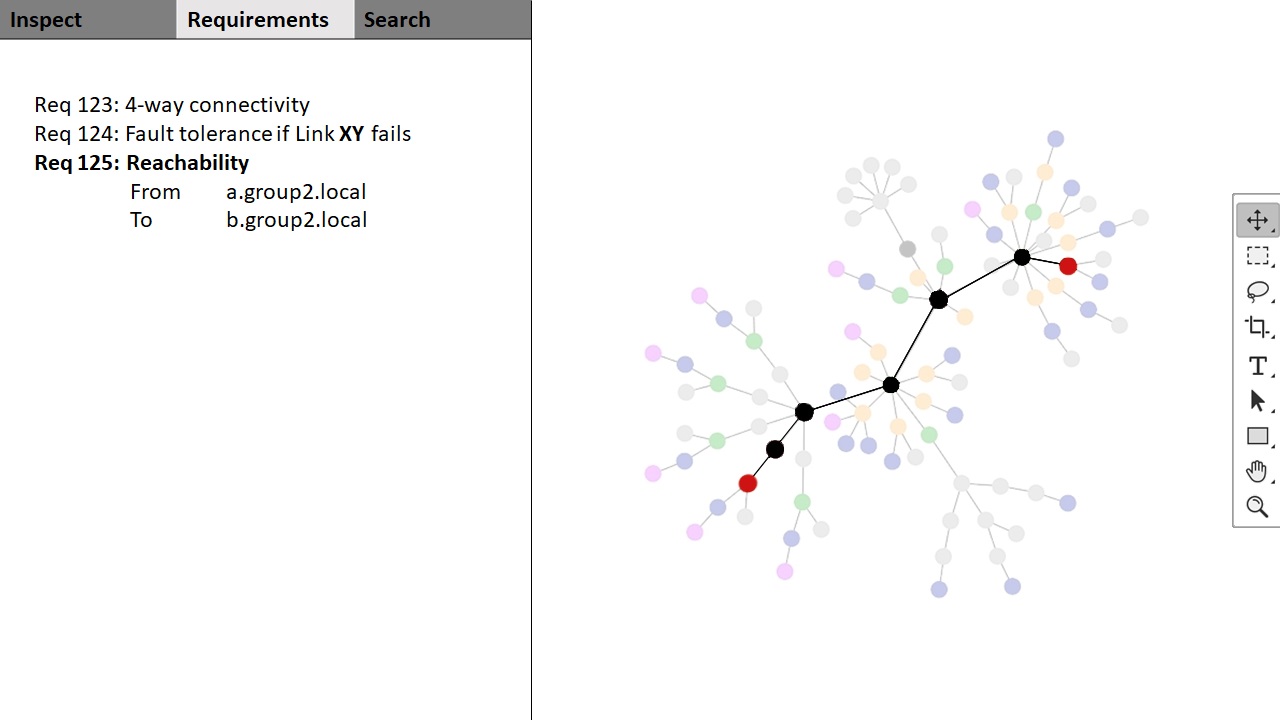 Inspect Requirements Search
Req 123: 4-way connectivity
Req 124: Fault tolerance if Link XY fails
Req 125: Reachability
From a.group2.local
To b.group2.local
T